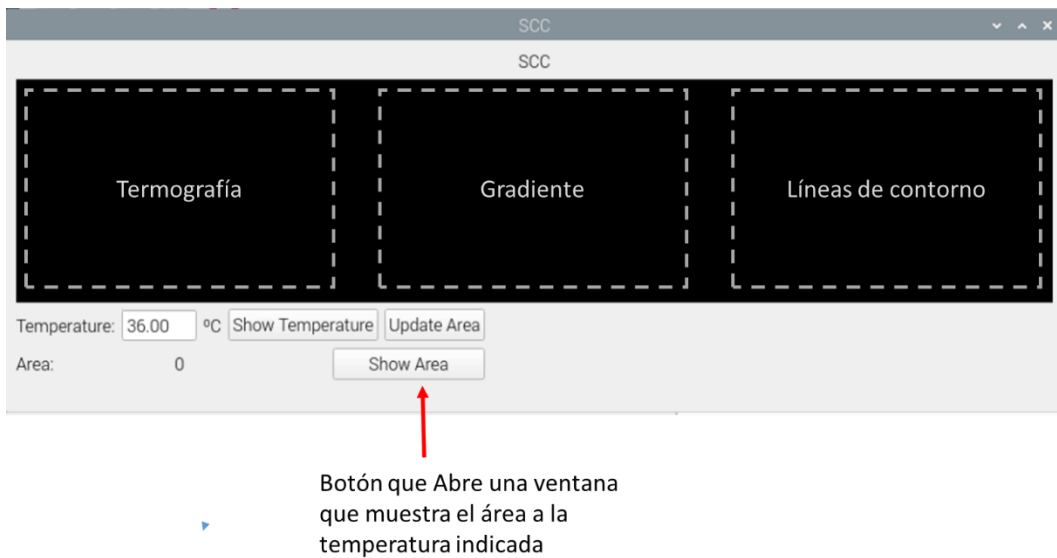 SCC
SCC
Termografía Gradiente Líneas de contorno
Temperature: 36.00 ºC Show Temperature Update Area
Area: 0 Show Area
Botón que Abre una ventana
que muestra el área a la
temperatura indicada